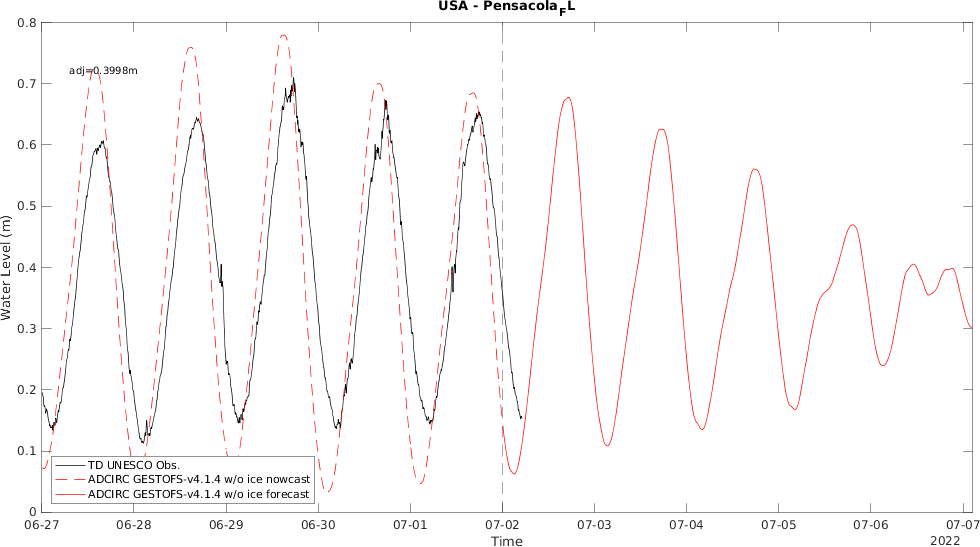 USA - Pensacola_FL
0.8
adj=0.3998m
0.7
0.6
0.5
0.4
0.3
0.2
0.1
0
Water Level (m)
TD UNESCO Obs.
ADCIRC GESTOFS-v4.1.4 w/o ice nowcast
ADCIRC GESTOFS-v4.1.4 w/o ice forecast
06-27 06-28 06-29 06-30 07-01 07-02 07-03 07-04 07-05 07-06 07-07
Time
2022